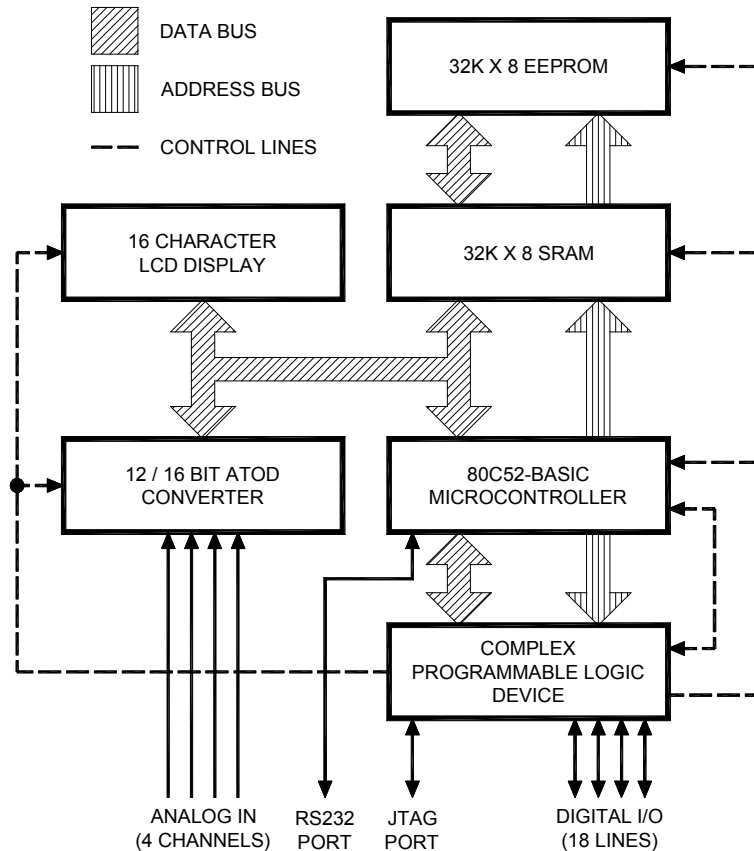 DATA BUS
ADDRESS BUS
CONTROL LINES
32K X 8 EEPROM
16 CHARACTER
LCD DISPLAY
32K X 8 SRAM
12 / 16 BIT ATOD
CONVERTER
80C52-BASIC
MICROCONTROLLER
COMPLEX
PROGRAMMABLE LOGIC
DEVICE
ANALOG IN
(4 CHANNELS)
RS232
PORT
JTAG
PORT
DIGITAL I/O
(18 LINES)